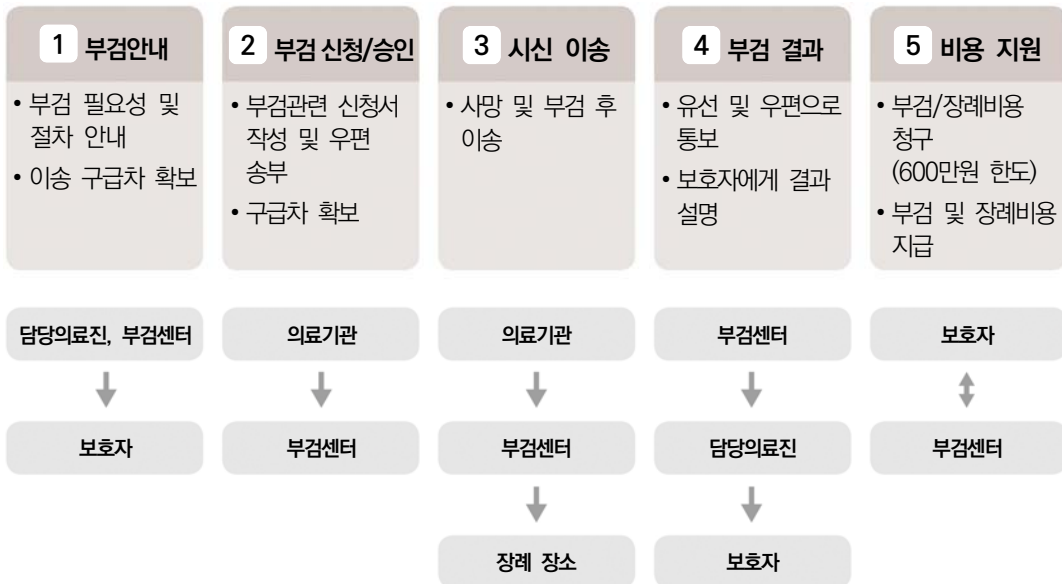 1 부검안내
• 부검 필요성 및
절차 안내
• 이송 구급차 확보
2 부검 신청/승인
• 부검관련 신청서
작성 및 우편
송부
• 구급차 확보
3 시신 이송
• 사망 및 부검 후
이송
4 부검 결과
• 유선 및 우편으로
통보
• 보호자에게 결과
설명
5 비용 지원
• 부검/장례비용
청구
(600만원 한도)
• 부검 및 장례비용
지급
담당의료진, 부검센터
보호자
의료기관
부검센터
의료기관
부검센터
장례 장소
부검센터
담당의료진
보호자
보호자
부검센터